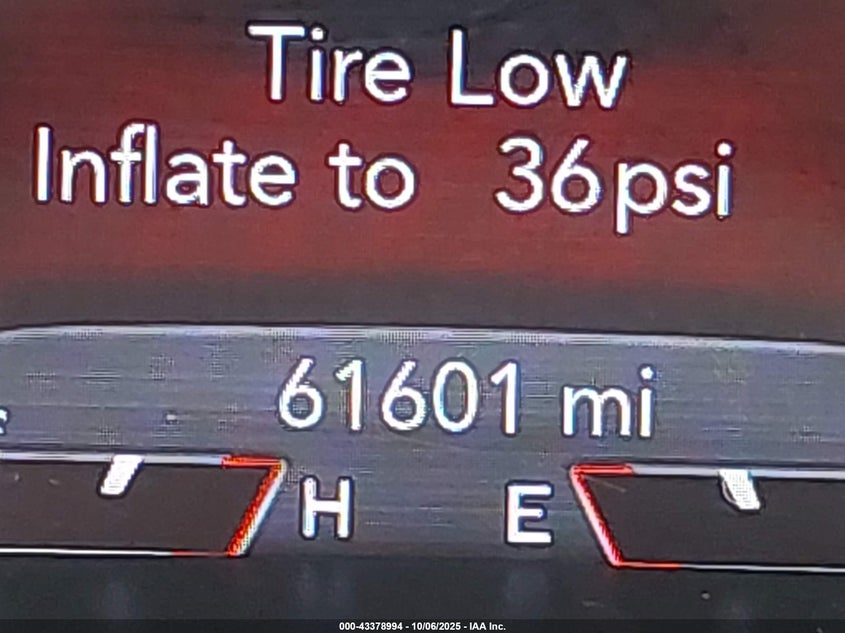 Tire Low
Inflate to 36psi
61601 mi
H E
000-43378994 - 10/06/2025 - IAA Inc.